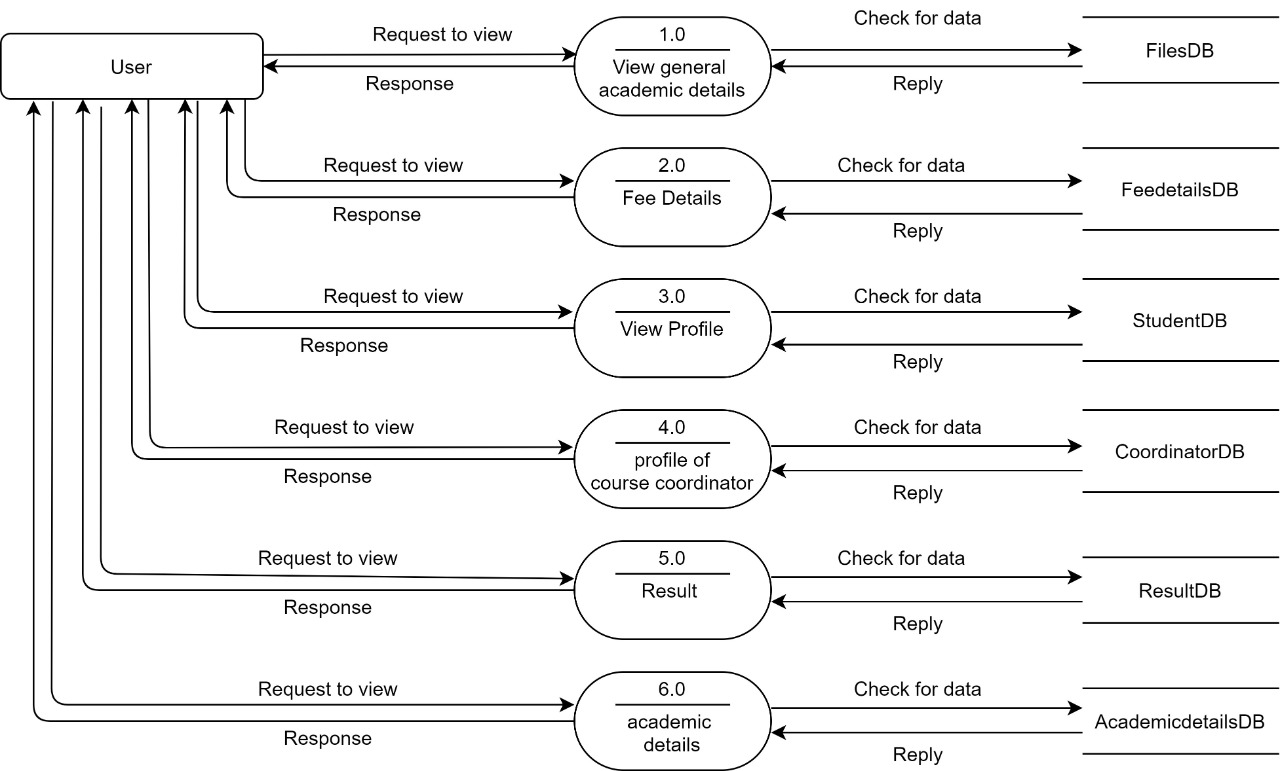 Request to view
1.0
Check for data
User
View general
academic details
FilesDB
Response
Reply
Request to view
2.0
Check for data
Fee Details
FeedetailsDB
Response
Reply
Request to view
3.0
Check for data
View Profile
StudentDB
Response
Reply
Request to view
4.0
Check for data
profile of
course coordinator
CoordinatorDB
Response
Reply
Request to view
5.0
Check for data
Result
ResultDB
Response
Reply
Request to view
6.0
Check for data
academic
details
AcademicdetailsDB
Response
Reply